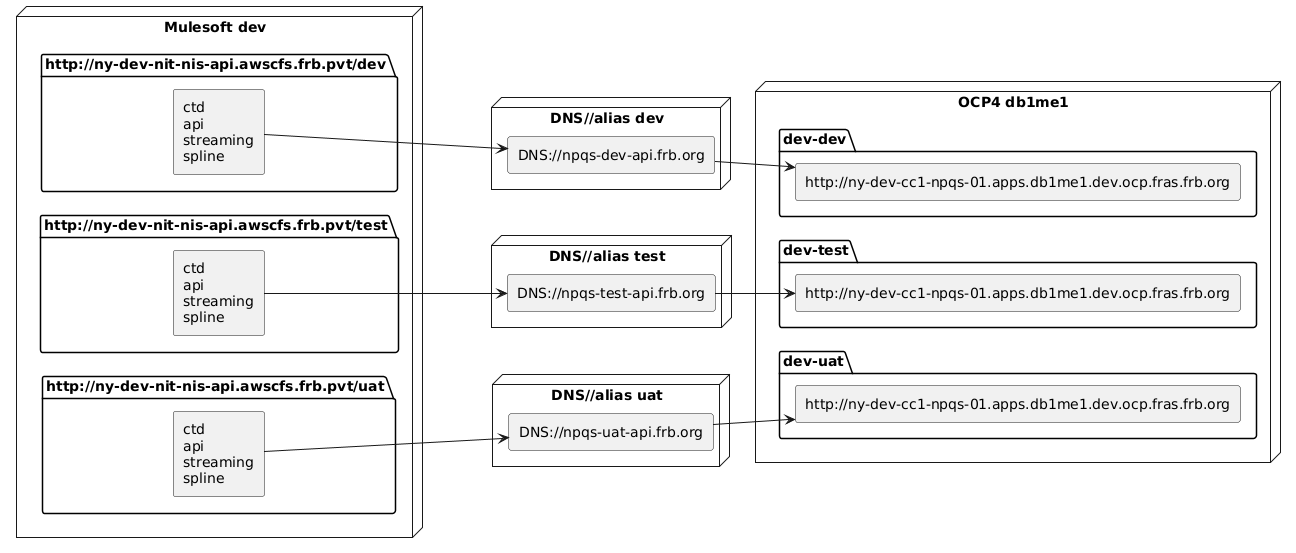 Mulesoft dev
http://ny-dev-nit-nis-api.awscfs.frb.pvt/dev
ctd
api
streaming
spline
http://ny-dev-nit-nis-api.awscfs.frb.pvt/test
ctd
api
streaming
spline
http://ny-dev-nit-nis-api.awscfs.frb.pvt/uat
ctd
api
streaming
spline
DNS//alias dev
DNS://npqs-dev-api.frb.org
DNS//alias test
DNS://npqs-test-api.frb.org
DNS//alias uat
DNS://npqs-uat-api.frb.org
OCP4 db1me1
dev-dev
http://ny-dev-cc1-npqs-01.apps.db1me1.dev.ocp.fras.frb.org
dev-test
http://ny-dev-cc1-npqs-01.apps.db1me1.dev.ocp.fras.frb.org
dev-uat
http://ny-dev-cc1-npqs-01.apps.db1me1.dev.ocp.fras.frb.org